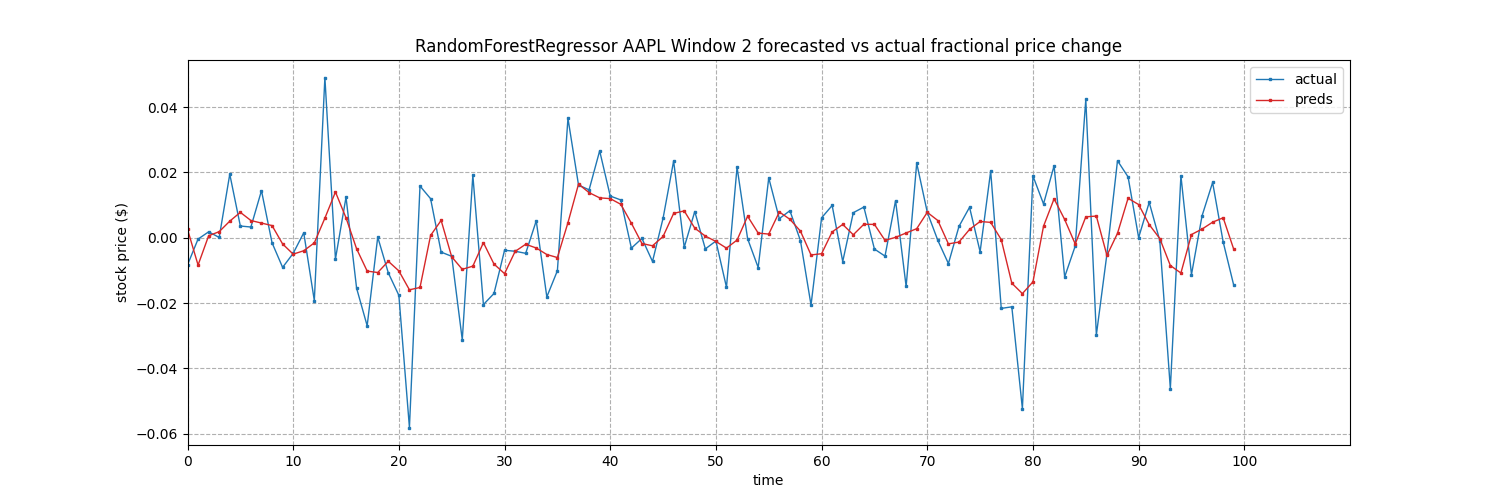 RandomForestRegressor AAPL Window 2 forecasted vs actual fractional price change
actual
preds
0.04
0.02
0.00
−0.02
−0.04
−0.06
stock price ($)
0 10 20 30 40 50 60 70 80 90 100
time